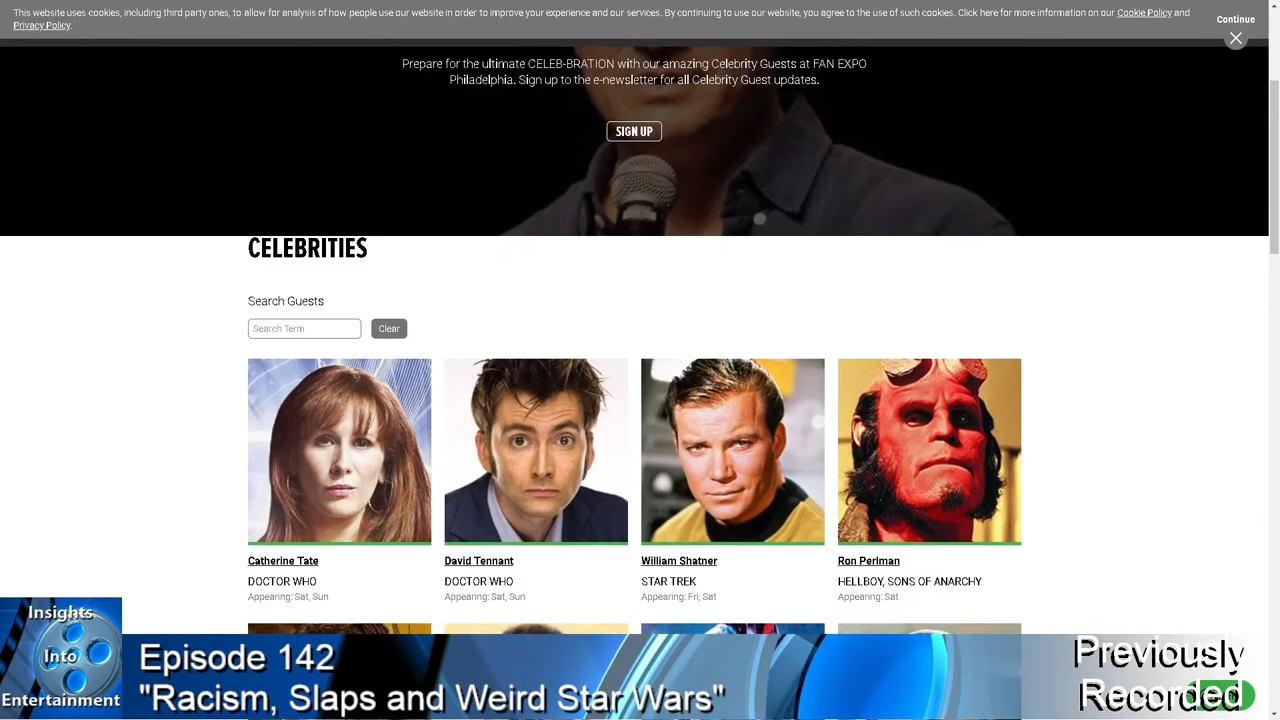 This website uses cookies, including third party ones, to allow for analysis of how people use our website in order to improve your experience and our services. By continuing to use our website, you agree to the use of such cookies. Click here for more information on our Cookie Policy and
Privacy Policy.
Continue
Prepare for the ultimate CELEB-BRATION with our amazing Celebrity Guests at FAN EXPO
Philadelphia. Sign up to the e-newsletter for all Celebrity Guest updates.
SIGN UP
CELEBRITIES
Search Guests
Search Term
Clear
Catherine Tate
DOCTOR WHO
Appearing: Sat, Sun
David Tennant
DOCTOR WHO
Appearing: Sat, Sun
William Shatner
STAR TREK
Appearing: Fri, Sat
Ron Perlman
HELLBOY, SONS OF ANARCHY
Appearing: Sat
Insights
Into
Entertainment
Episode 142
"Racism, Slaps and Weird Star Wars"
Previously
Recorded